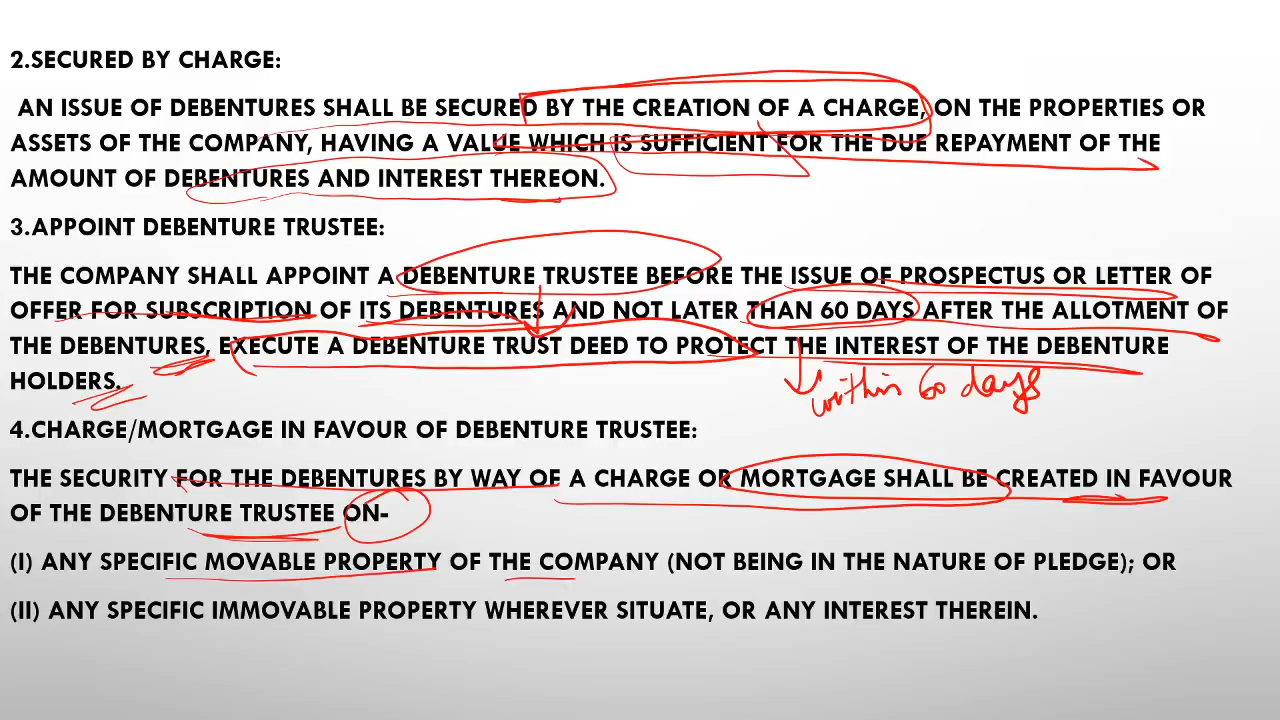 2.SECURED BY CHARGE:
AN ISSUE OF DEBENTURES SHALL BE SECURED BY THE CREATION OF A CHARGE, ON THE PROPERTIES OR
ASSETS OF THE COMPANY, HAVING A VALUE WHICH IS SUFFICIENT FOR THE DUE REPAYMENT OF THE
AMOUNT OF DEBENTURES AND INTEREST THEREON.
3.APPOINT DEBENTURE TRUSTEE:
THE COMPANY SHALL APPOINT A DEBENTURE TRUSTEE BEFORE THE ISSUE OF PROSPECTUS OR LETTER OF
OFFER FOR SUBSCRIPTION OF ITS DEBENTURES AND NOT LATER THAN 60 DAYS AFTER THE ALLOTMENT OF
THE DEBENTURES, EXECUTE A DEBENTURE TRUST DEED TO PROTECT THE INTEREST OF THE DEBENTURE
HOLDERS.
within 60 days
4.CHARGE/MORTGAGE IN FAVOUR OF DEBENTURE TRUSTEE:
THE SECURITY FOR THE DEBENTURES BY WAY OF A CHARGE OR MORTGAGE SHALL BE CREATED IN FAVOUR
OF THE DEBENTURE TRUSTEE ON-
(I) ANY SPECIFIC MOVABLE PROPERTY OF THE COMPANY (NOT BEING IN THE NATURE OF PLEDGE); OR
(II) ANY SPECIFIC IMMOVABLE PROPERTY WHEREVER SITUATE, OR ANY INTEREST THEREIN.